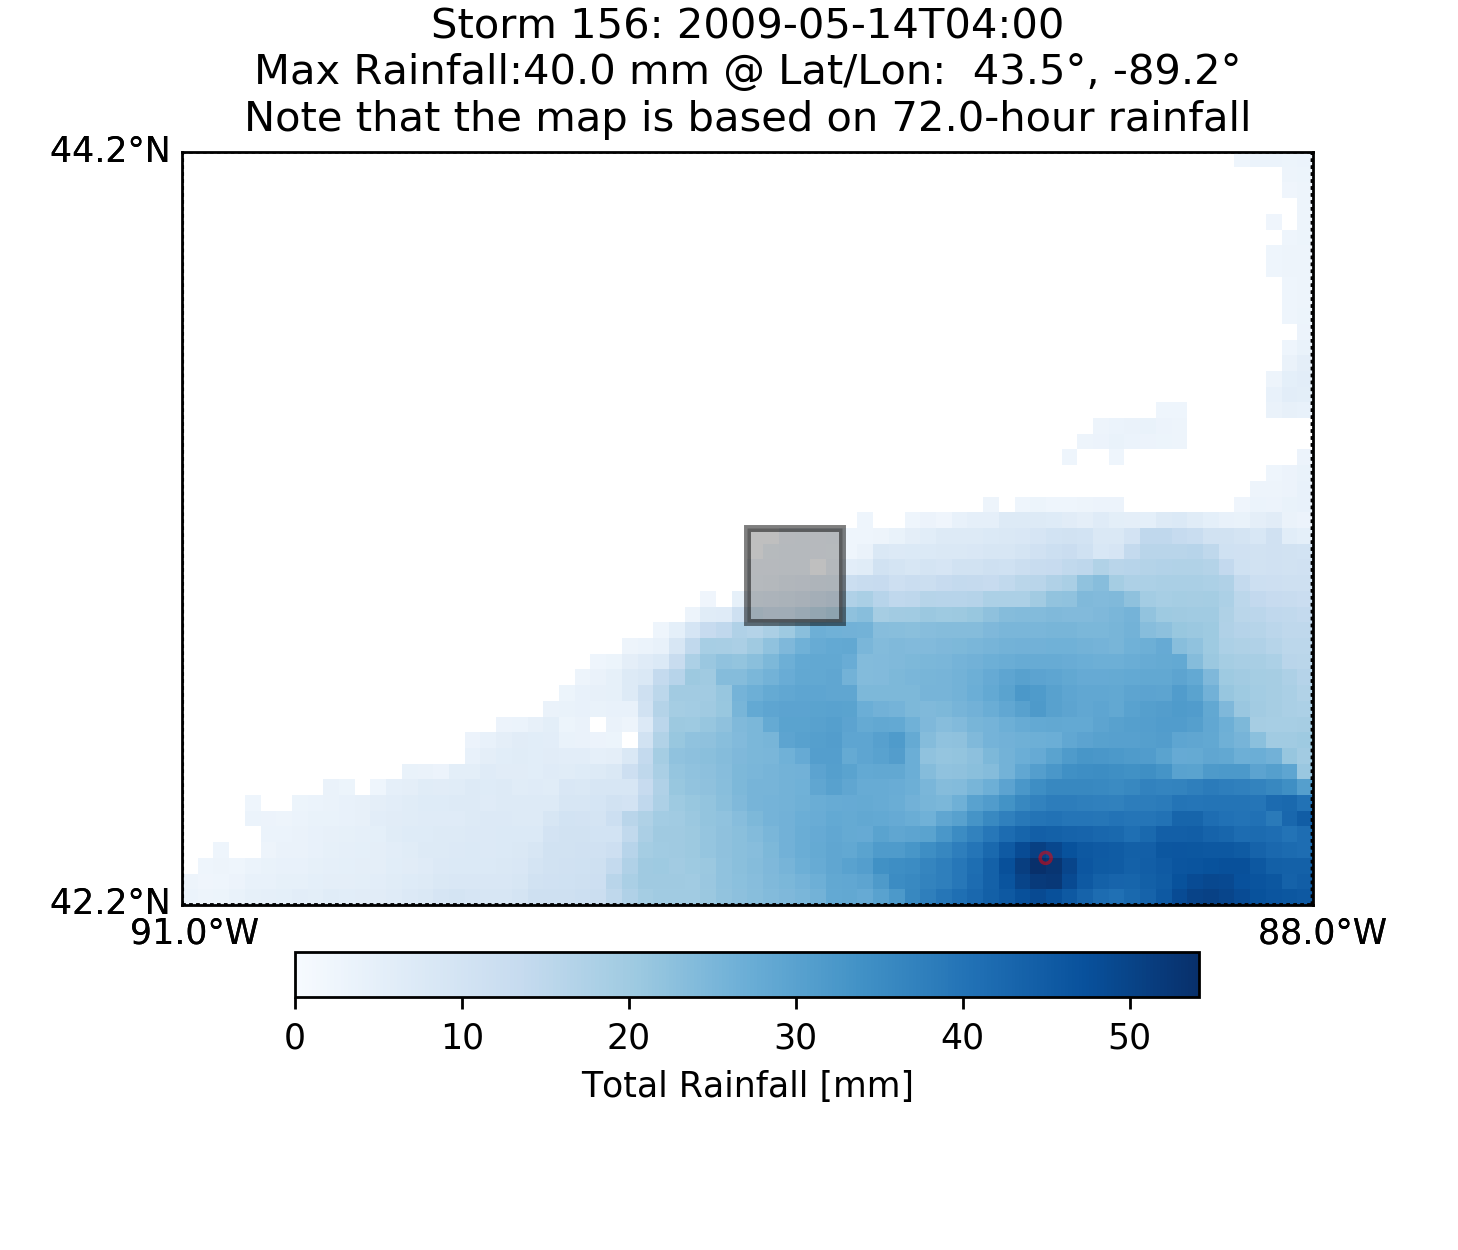 Storm 156: 2009-05-14T04:00
Max Rainfall:40.0 mm @ Lat/Lon:  43.5°, -89.2°
Note that the map is based on 72.0-hour rainfall
44.2°N
42.2°N
91.0°W
88.0°W
0 10 20 30 40 50
Total Rainfall [mm]